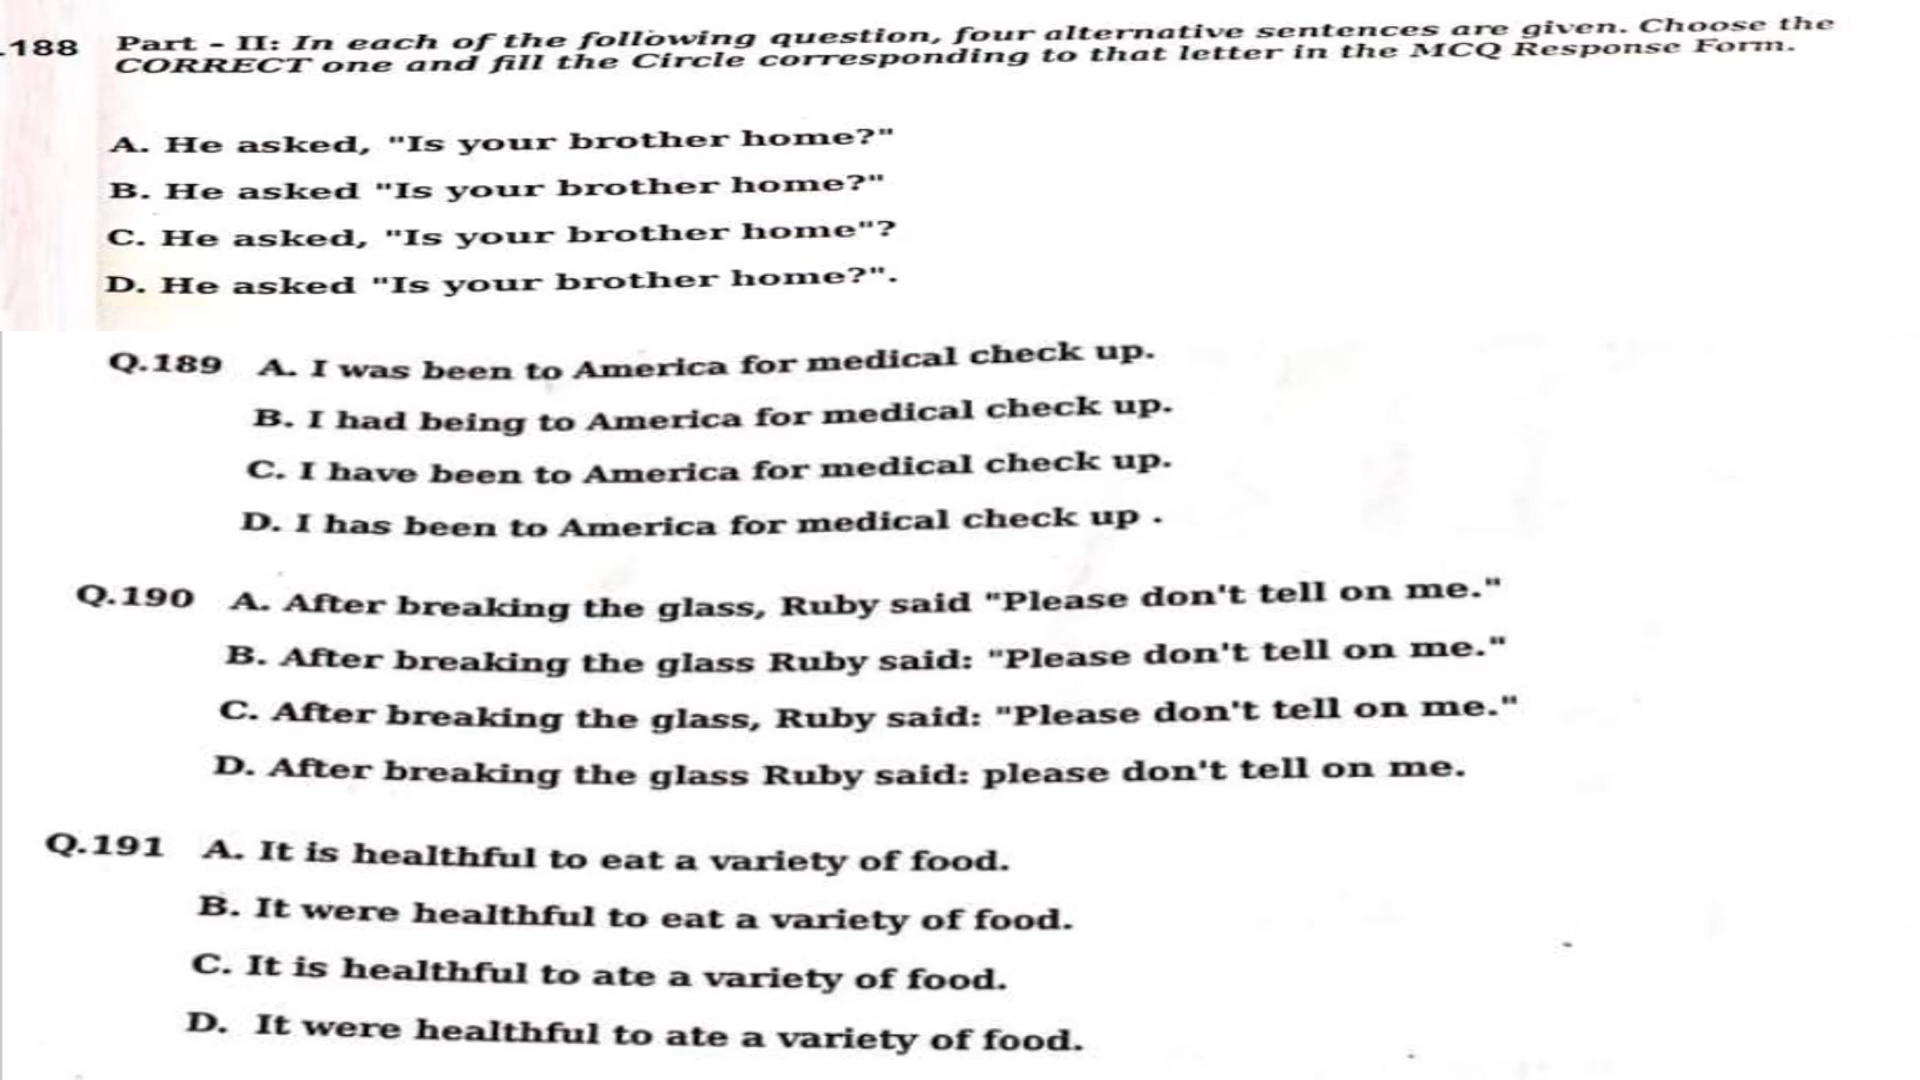 .188 Part - II: In each of the following question, four alternative sentences are given. Choose the
CORRECT one and fill the Circle corresponding to that letter in the MCQ Response Form.
A. He asked, "Is your brother home?"
B. He asked "Is your brother home?"
C. He asked, "Is your brother home"?
D. He asked "Is your brother home?".
Q.189 A. I was been to America for medical check up.
B. I had being to America for medical check up.
C. I have been to America for medical check up.
D. I has been to America for medical check up .
Q.190 A. After breaking the glass, Ruby said "Please don't tell on me."
B. After breaking the glass Ruby said: "Please don't tell on me."
C. After breaking the glass, Ruby said: "Please don't tell on me."
D. After breaking the glass Ruby said: please don't tell on me.
Q.191 A. It is healthful to eat a variety of food.
B. It were healthful to eat a variety of food.
C. It is healthful to ate a variety of food.
D. It were healthful to ate a variety of food.